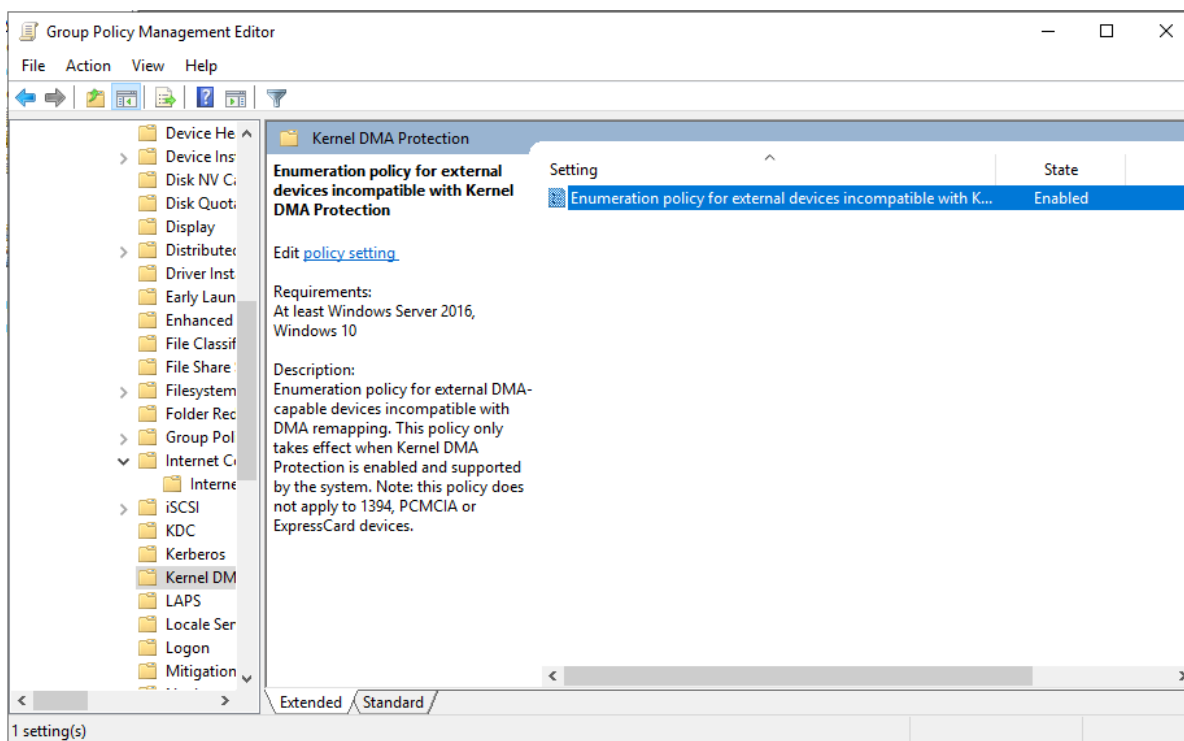 Group Policy Management Editor
File Action View Help
Device He
Device Ins
Disk NV Ca
Disk Quota
Display
Distributed
Driver Inst
Early Laun
Enhanced
File Classif
File Share
Filesystem
Folder Red
Group Pol
Internet Co
Interne
iSCSI
KDC
Kerberos
Kernel DM
LAPS
Locale Ser
Logon
Mitigation
Kernel DMA Protection
Enumeration policy for external
devices incompatible with Kernel
DMA Protection
Edit policy setting
Requirements:
At least Windows Server 2016,
Windows 10
Description:
Enumeration policy for external DMA-
capable devices incompatible with
DMA remapping. This policy only
takes effect when Kernel DMA
Protection is enabled and supported
by the system. Note: this policy does
not apply to 1394, PCMCIA or
ExpressCard devices.
Setting State
Enumeration policy for external devices incompatible with K... Enabled
Extended Standard
1 setting(s)